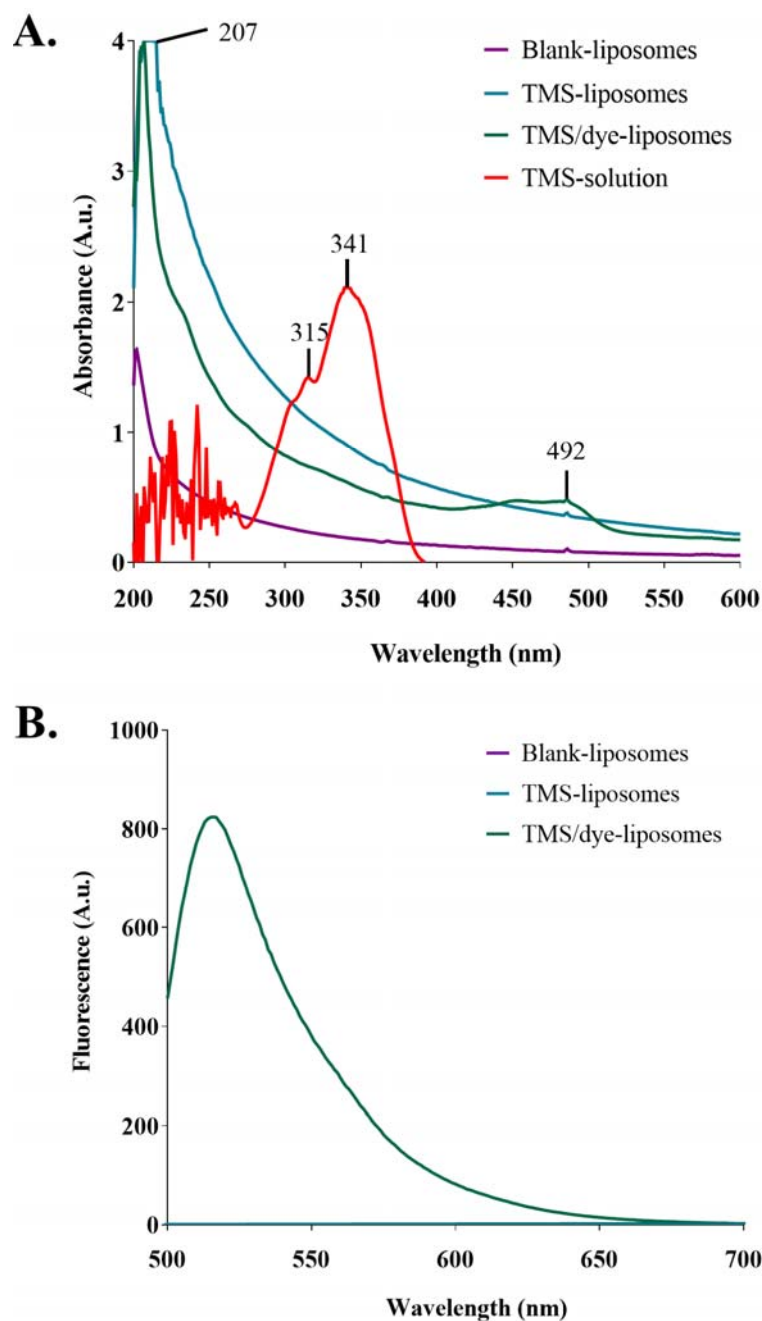 A.
207
Blank-liposomes
TMS-liposomes
TMS/dye-liposomes
TMS-solution
341
315
492
Absorbance (A.u.)
4
3
2
1
0
200 250 300 350 400 450 500 550 600
Wavelength (nm)
B.
Blank-liposomes
TMS-liposomes
TMS/dye-liposomes
Fluorescence (A.u.)
1000
800
600
400
200
0
500 550 600 650 700
Wavelength (nm)